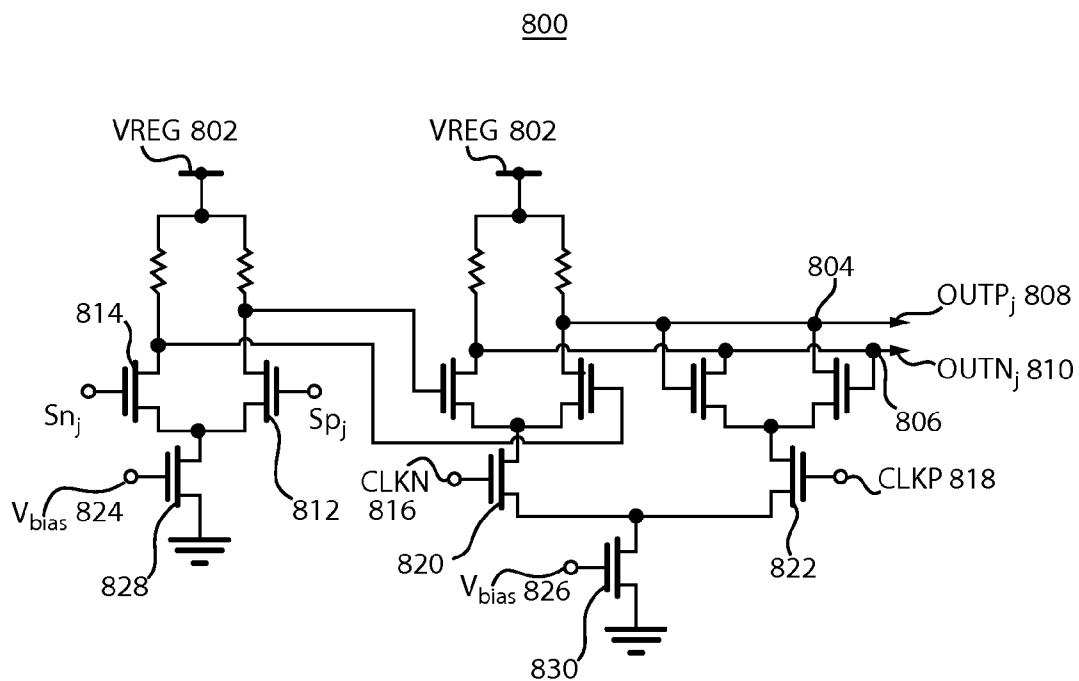 800
VREG 802
VREG 802
804
OUTPj 808
814
OUTNj 810
Snj
Spj
806
CLKN
816
CLKP 818
Vbias 824
812
820
822
828
Vbias 826
830